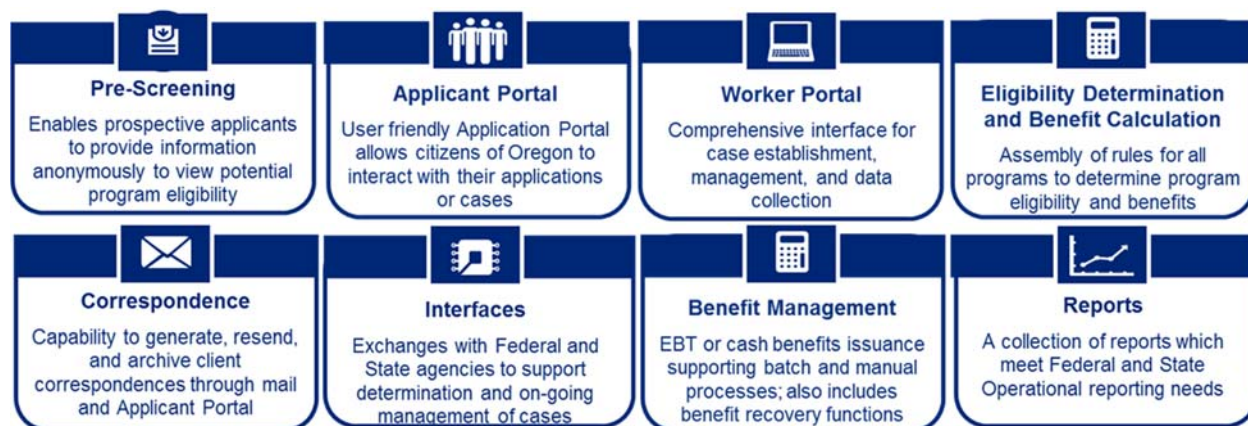 Pre-Screening
Enables prospective applicants
to provide information
anonymously to view potential
program eligibility
Applicant Portal
User friendly Application Portal
allows citizens of Oregon to
interact with their applications
or cases
Worker Portal
Comprehensive interface for
case establishment,
management, and data
collection
Eligibility Determination
and Benefit Calculation
Assembly of rules for all
programs to determine program
eligibility and benefits
Correspondence
Capability to generate, resend,
and archive client
correspondences through mail
and Applicant Portal
Interfaces
Exchanges with Federal and
State agencies to support
determination and on-going
management of cases
Benefit Management
EBT or cash benefits issuance
supporting batch and manual
processes; also includes
benefit recovery functions
Reports
A collection of reports which
meet Federal and State
Operational reporting needs